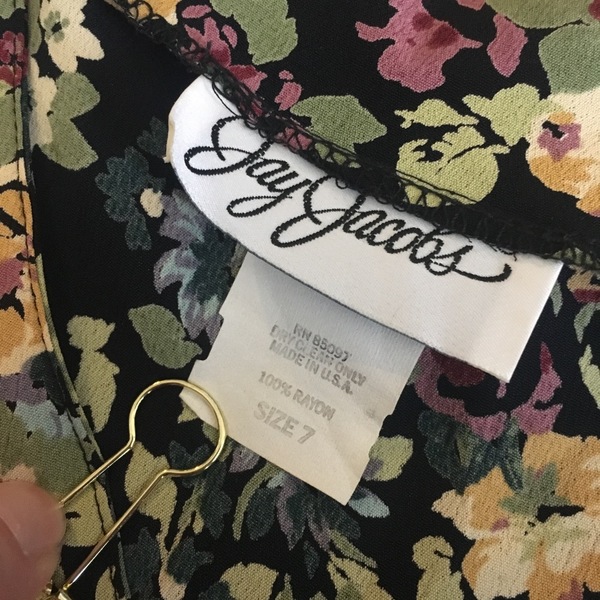 Jay Jacobs
RN 85097
DRY CLEAN ONLY
MADE IN U.S.A.
100% RAYON
SIZE 7